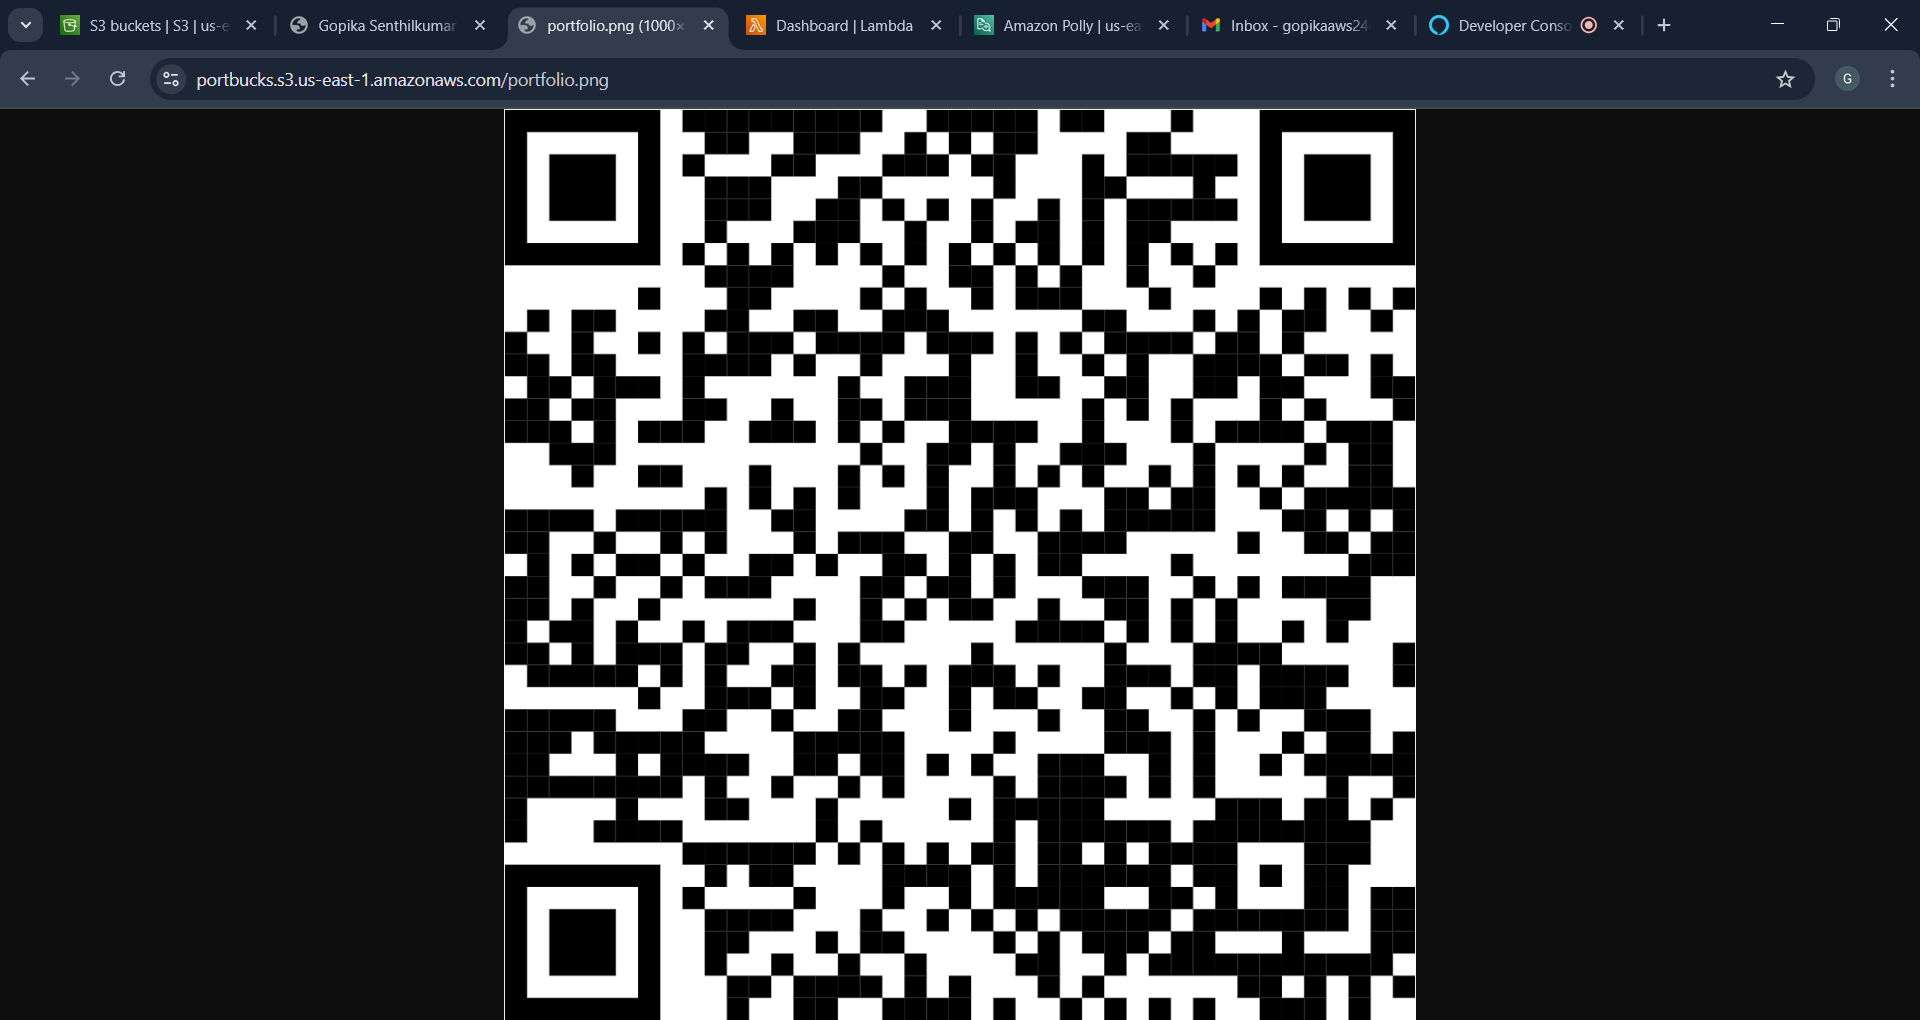 S3 buckets | S3 | us-e
Gopika Senthilkumar
portfolio.png (1000×
Dashboard | Lambda
Amazon Polly | us-ea
Inbox - gopikaaws24
Developer Conso
portbucks.s3.us-east-1.amazonaws.com/portfolio.png
G